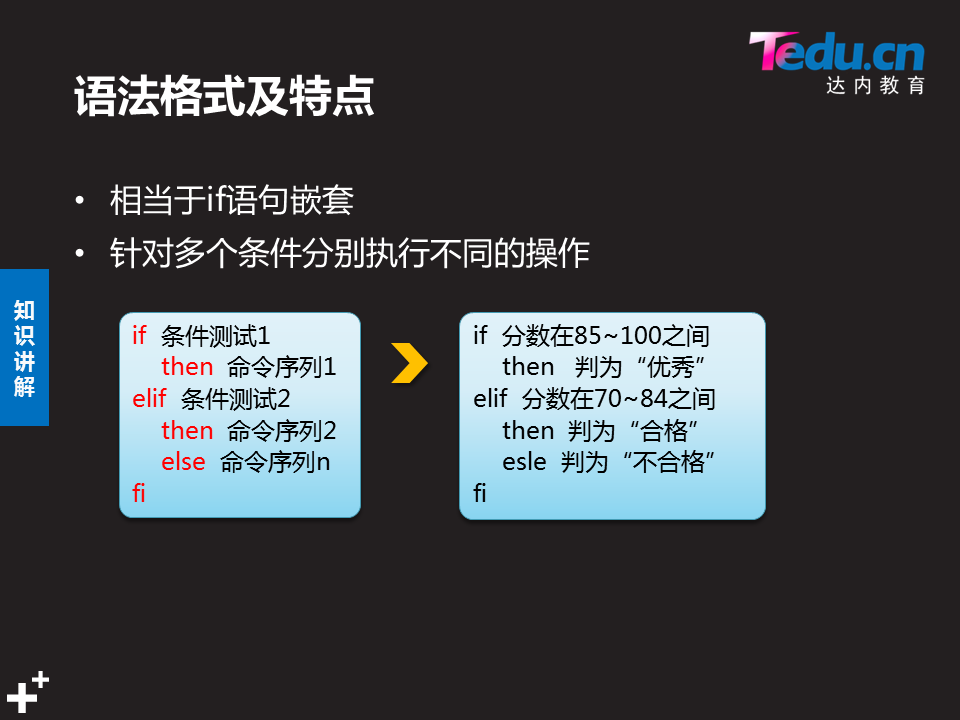 Tedu.cn
达内教育
语法格式及特点
• 相当于if语句嵌套
• 针对多个条件分别执行不同的操作
知识讲解
if 条件测试1
then 命令序列1
elif 条件测试2
then 命令序列2
else 命令序列n
fi
if 分数在85~100之间
then 判为“优秀”
elif 分数在70~84之间
then 判为“合格”
esle 判为“不合格”
fi